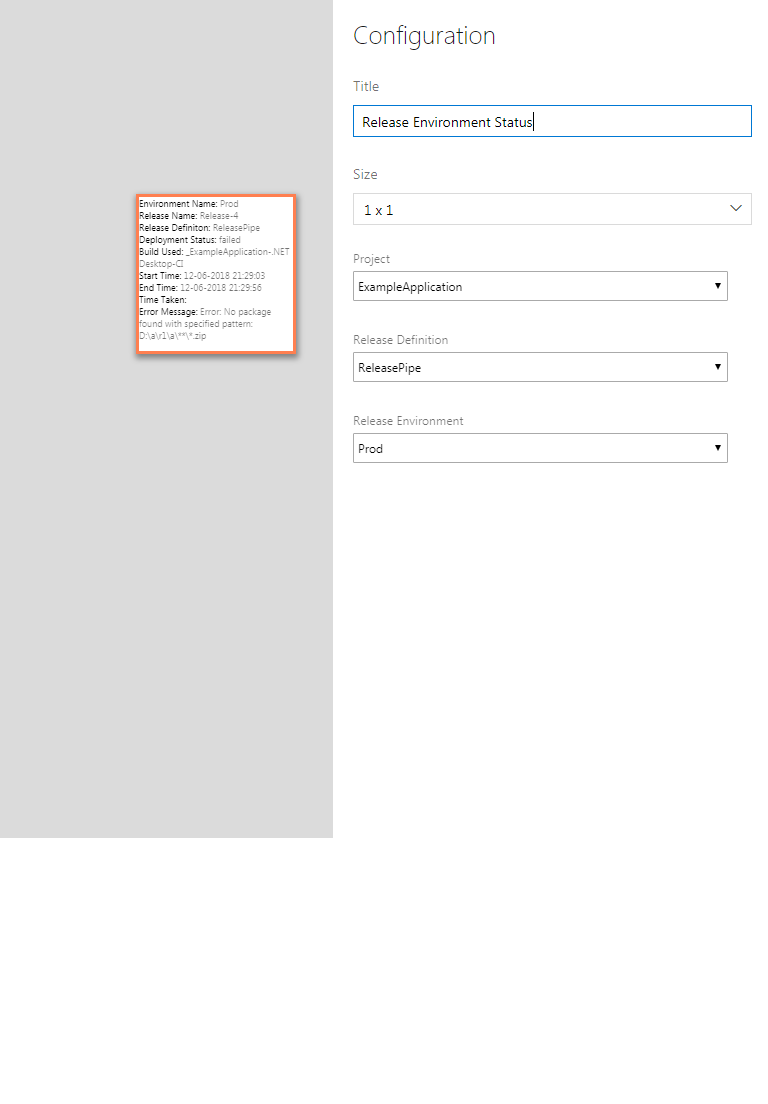 Configuration
Title
Release Environment Status
Size
1 x 1
Project
ExampleApplication
Release Definition
ReleasePipe
Release Environment
Prod
Environment Name: Prod
Release Name: Release-4
Release Definiton: ReleasePipe
Deployment Status: failed
Build Used: _ExampleApplication-.NET
Desktop-CI
Start Time: 12-06-2018 21:29:03
End Time: 12-06-2018 21:29:56
Time Taken:
Error Message: Error: No package
found with specified pattern:
D:\a\r1\a\**\*.zip